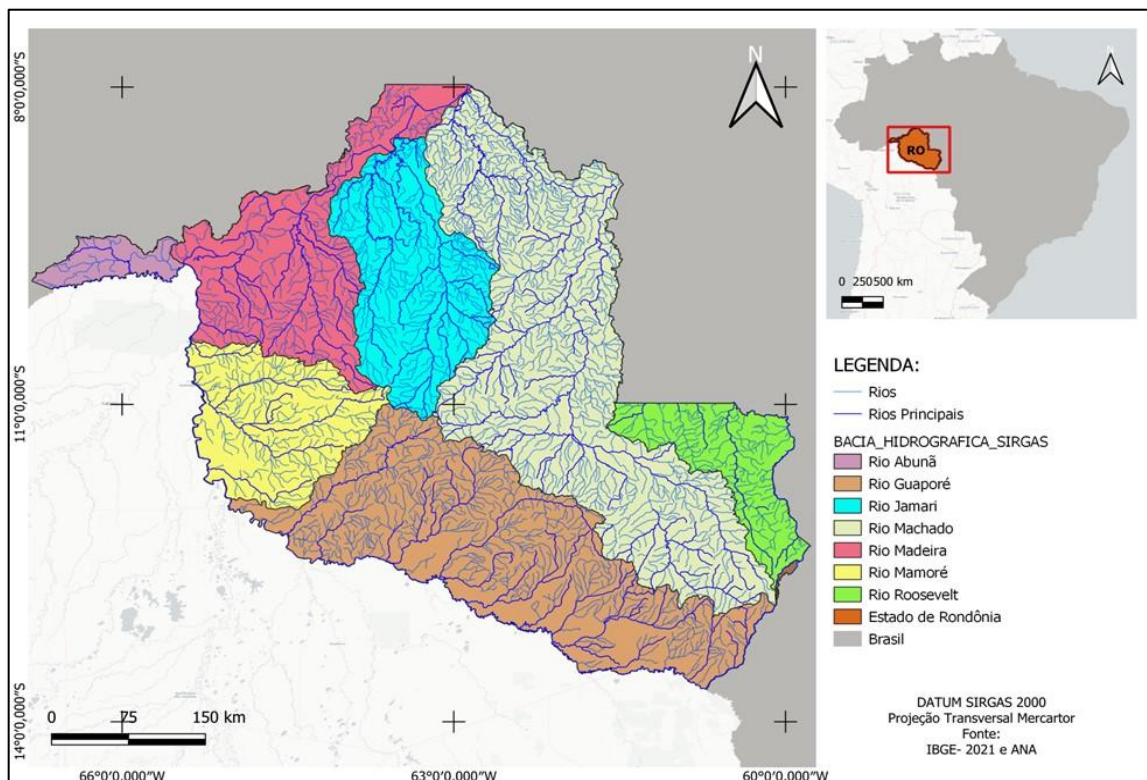 8°0'0,000"S
11°0'0,000"S
14°0'0,000"S
N
0 75 150 km
66°0'0.000"W
63°0'0.000"W
60°0'0.000"W
N
RO
0 250500 km
LEGENDA:
Rios
Rios Principais
BACIA_HIDROGRAFICA_SIRGAS
Rio Abunã
Rio Guaporé
Rio Jamari
Rio Machado
Rio Madeira
Rio Mamoré
Rio Roosevelt
Estado de Rondônia
Brasil
DATUM SIRGAS 2000
Projeção Transversal Mercartor
Fonte:
IBGE- 2021 e ANA